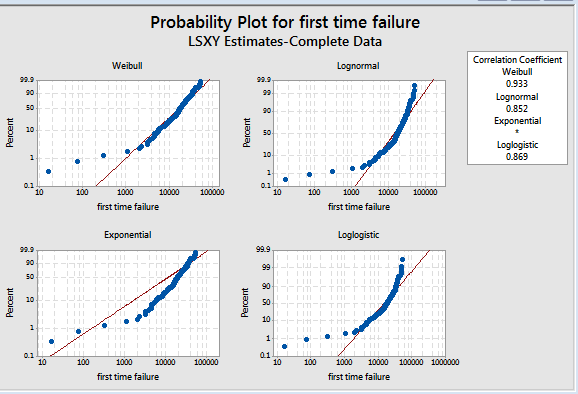 Probability Plot for first time failure
LSXY Estimates-Complete Data
Weibull
Percent
99.9
90
50
10
1
0.1
10 100 1000 10000 100000
first time failure
Lognormal
Percent
99.9
99
90
50
10
1
0.1
10 100 1000 10000 100000
first time failure
Correlation Coefficient
Weibull
0.933
Lognormal
0.852
Exponential
*
Loglogistic
0.869
Exponential
Percent
99.9
90
50
10
1
0.1
10 100 1000 10000 100000
first time failure
Loglogistic
Percent
99.9
99
90
50
10
1
0.1
10 100 1000 10000 100000 1000000
first time failure